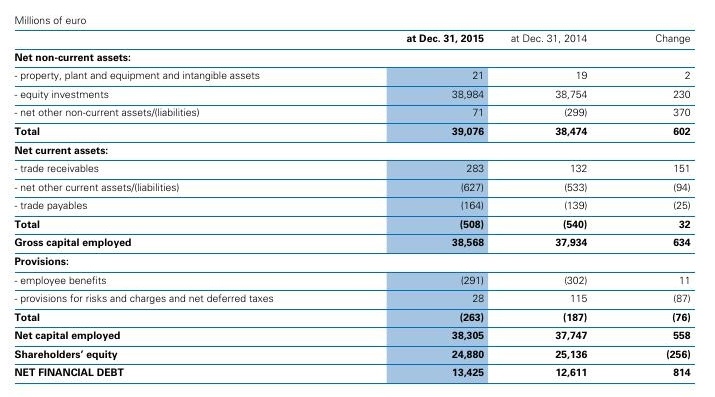 Millions of euro
at Dec. 31, 2015 at Dec. 31, 2014 Change
Net non-current assets:
- property, plant and equipment and intangible assets 21 19 2
- equity investments 38,984 38,754 230
- net other non-current assets/(liabilities) 71 (299) 370
Total 39,076 38,474 602
Net current assets:
- trade receivables 283 132 151
- net other current assets/(liabilities) (627) (533) (94)
- trade payables (164) (139) (25)
Total (508) (540) 32
Gross capital employed 38,568 37,934 634
Provisions:
- employee benefits (291) (302) 11
- provisions for risks and charges and net deferred taxes 28 115 (87)
Total (263) (187) (76)
Net capital employed 38,305 37,747 558
Shareholders' equity 24,880 25,136 (256)
NET FINANCIAL DEBT 13,425 12,611 814